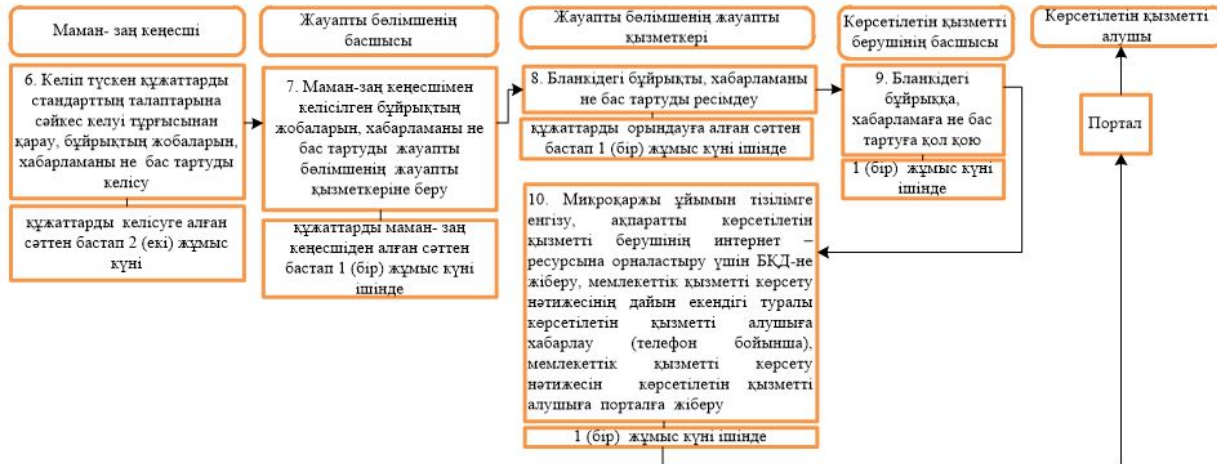 Маман- заң кеңесші
Жауапты бөлімшенің
басшысы
Жауапты бөлімшенің жауапты
қызметкері
Көрсетілетін қызметті
берушінің басшысы
Көрсетілетін қызметті
алушы
6. Келіп түскен құжаттарды
стандарттың талаптарына
сәйкес келуі тұрғысынан
қарау, бұйрықтың жобаларын,
хабарламаны не бас тартуды
келісу
құжаттарды келісуге алған
сәттен бастап 2 (екі) жұмыс
күні
7. Маман-заң кеңесшімен
келісілген бұйрықтың
жобаларын, хабарламаны не
бас тартуды жауапты
бөлімшенің жауапты
қызметкеріне беру
құжаттарды маман- заң
кеңесшіден алған сәттен
бастап 1 (бір) жұмыс күні
ішінде
8. Бланкідегі бұйрықты, хабарламаны
не бас тартуды ресімдеу
құжаттарды орындауға алған сәттен
бастап 1 (бір) жұмыс күні ішінде
9. Бланкідегі
бұйрыққа,
хабарламаға не бас
тартуға қол қою
1 (бір) жұмыс күні
ішінде
Портал
10. Микроқаржы ұйымын тізілімге
енгізу, ақпаратты көрсетілетін
қызметті берушінің интернет –
ресурсына орналастыру үшін БҚД-не
жіберу, мемлекеттік қызметті көрсету
нәтижесінің дайын екендігі туралы
көрсетілетін қызметті алушыға
хабарлау (телефон бойынша),
мемлекеттік қызметті көрсету
нәтижесін көрсетілетін қызметті
алушыға порталға жіберу
1 (бір) жұмыс күні ішінде